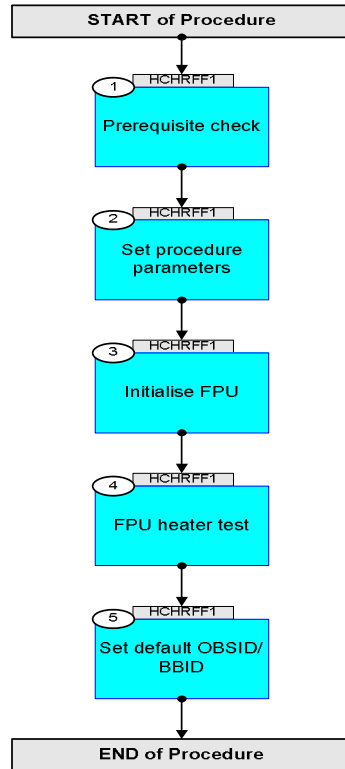 START of Procedure
HCHRFF1
1
Prerequisite check
HCHRFF1
2
Set procedure
parameters
HCHRFF1
3
Initialise FPU
HCHRFF1
4
FPU heater test
HCHRFF1
5
Set default OBSID/
BBID
END of Procedure